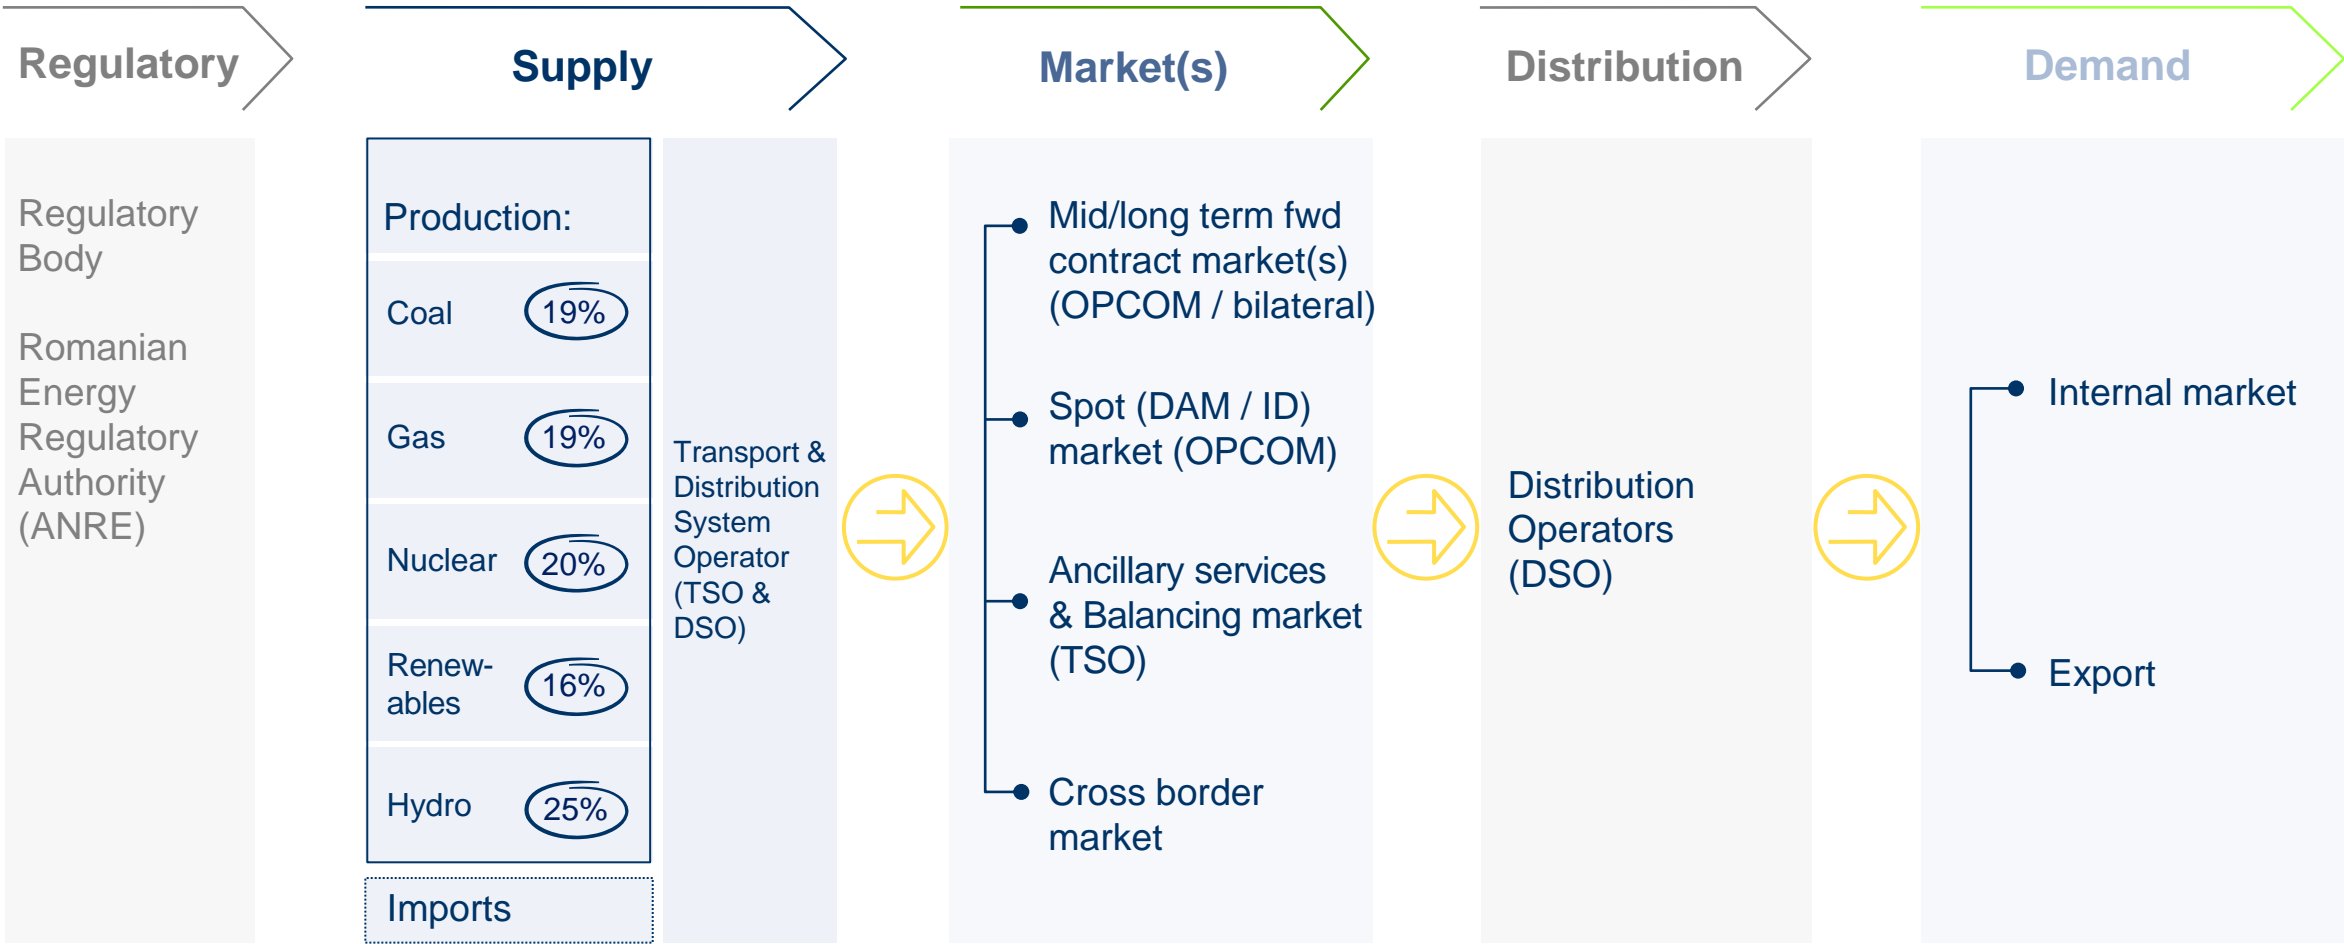 Regulatory
Supply
Market(s)
Distribution
Demand
Regulatory
Body
Romanian
Energy
Regulatory
Authority
(ANRE)
Production:
Coal 19%
Gas 19%
Nuclear 20%
Renew-
ables
16%
Hydro 25%
Imports
Transport &
Distribution
System
Operator
(TSO &
DSO)
Mid/long term fwd
contract market(s)
(OPCOM / bilateral)
Spot (DAM / ID)
market (OPCOM)
Ancillary services
& Balancing market
(TSO)
Cross border
market
Distribution
Operators
(DSO)
Internal market
Export